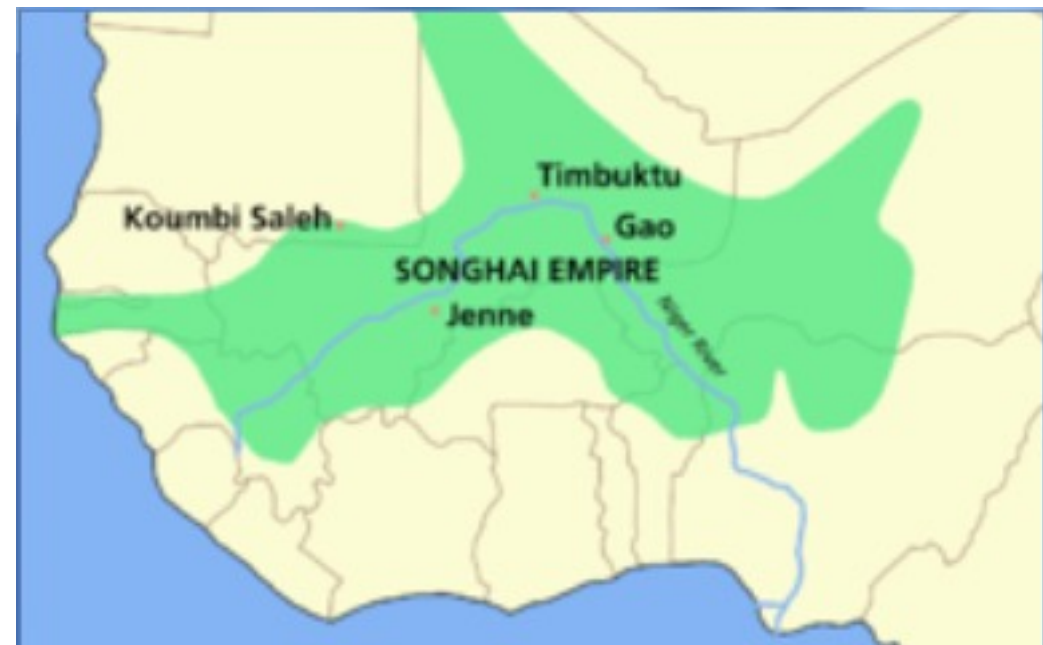 Timbuktu
Koumbi Saleh
Gao
SONGHAI EMPIRE
Jenne
Niger River